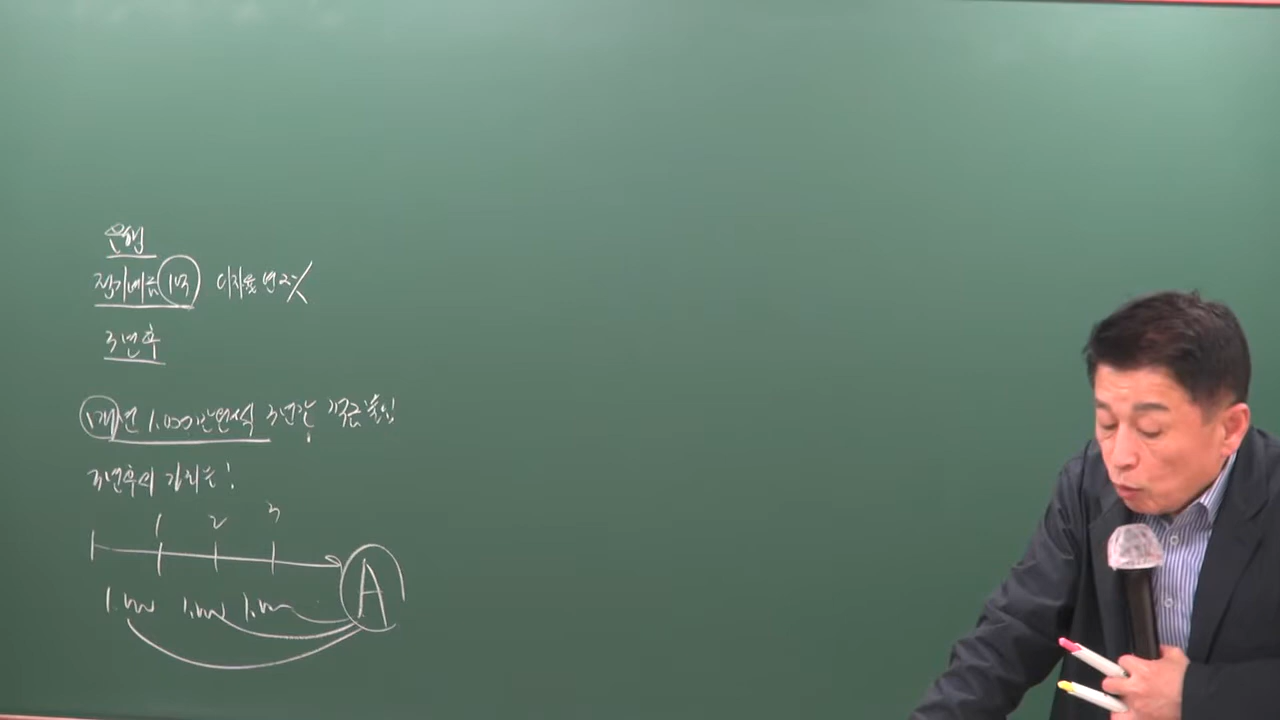 은행
정기예금 1억 이자율 연2%
3년후
1개년 1,000만원씩 3년간 적금불입
3년후의 가치는!
1 2 3
1.000 1.000 1.000 A